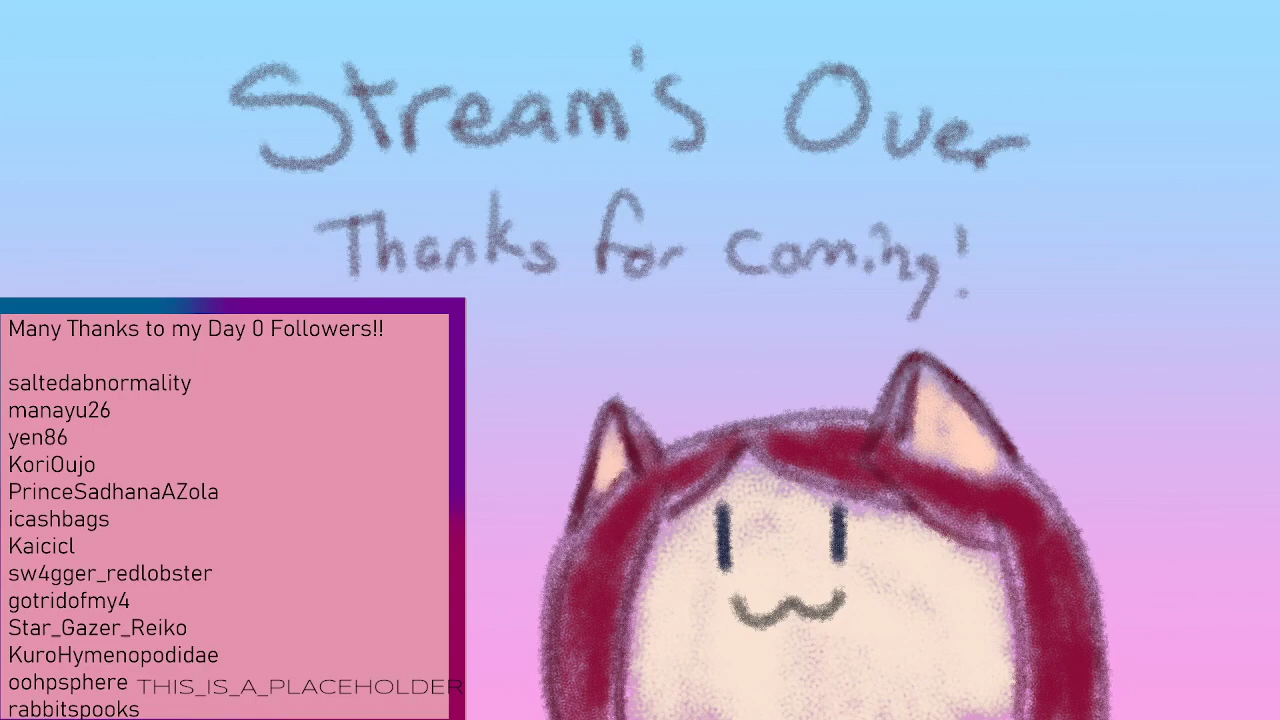 Stream's Over
Thanks for coming!
Many Thanks to my Day 0 Followers!!
saltedabnormality
manayu26
yen86
KoriOujo
PrinceSadhanaAZola
icashbags
Kaicicl
sw4gger_redlobster
gotridofmy4
Star_Gazer_Reiko
KuroHymenopodidae
oohpsphere THIS_IS_A_PLACEHOLDER
rabbitspooks